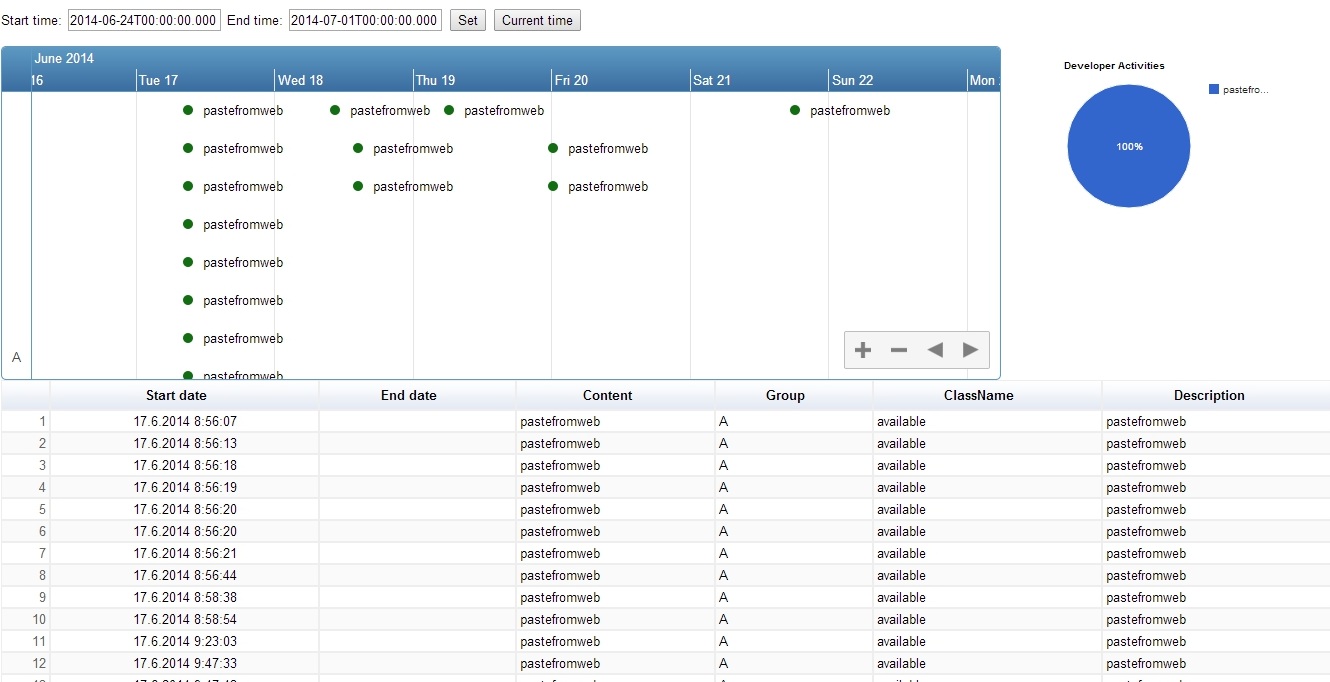 Start time: 2014-06-24T00:00:00.000 End time: 2014-07-01T00:00:00.000 Set Current time
June 2014
16 Tue 17 Wed 18 Thu 19 Fri 20 Sat 21 Sun 22 Mon
pastefromweb pastefromweb pastefromweb pastefromweb
pastefromweb pastefromweb pastefromweb
pastefromweb pastefromweb pastefromweb
pastefromweb
pastefromweb
pastefromweb
pastefromweb
pastefromweb
A
Developer Activities
pastefro...
100%
Start date End date Content Group ClassName Description
1 17.6.2014 8:56:07 pastefromweb A available pastefromweb
2 17.6.2014 8:56:13 pastefromweb A available pastefromweb
3 17.6.2014 8:56:18 pastefromweb A available pastefromweb
4 17.6.2014 8:56:19 pastefromweb A available pastefromweb
5 17.6.2014 8:56:20 pastefromweb A available pastefromweb
6 17.6.2014 8:56:20 pastefromweb A available pastefromweb
7 17.6.2014 8:56:21 pastefromweb A available pastefromweb
8 17.6.2014 8:56:44 pastefromweb A available pastefromweb
9 17.6.2014 8:58:38 pastefromweb A available pastefromweb
10 17.6.2014 8:58:54 pastefromweb A available pastefromweb
11 17.6.2014 9:23:03 pastefromweb A available pastefromweb
12 17.6.2014 9:47:33 pastefromweb A available pastefromweb